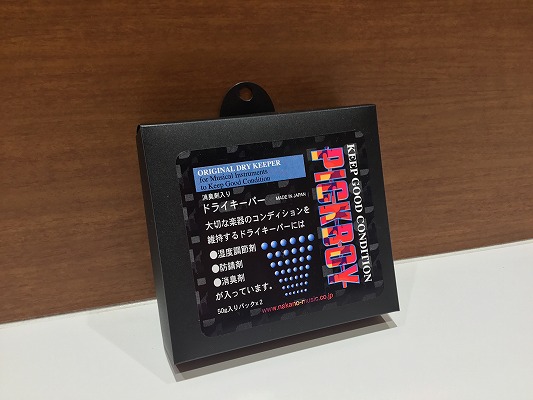 ORIGINAL DRY KEEPER
for Musical Instruments
to Keep Good Condition
消臭剤入り
ドライキーパー MADE IN JAPAN
大切な楽器のコンディションを
維持するドライキーパーには
●湿度調節剤
●防錆剤
●消臭剤
が入っています。
50g入りパック×2
www.nakano-music.co.jp
KEEP GOOD CONDITION
PICKBOY